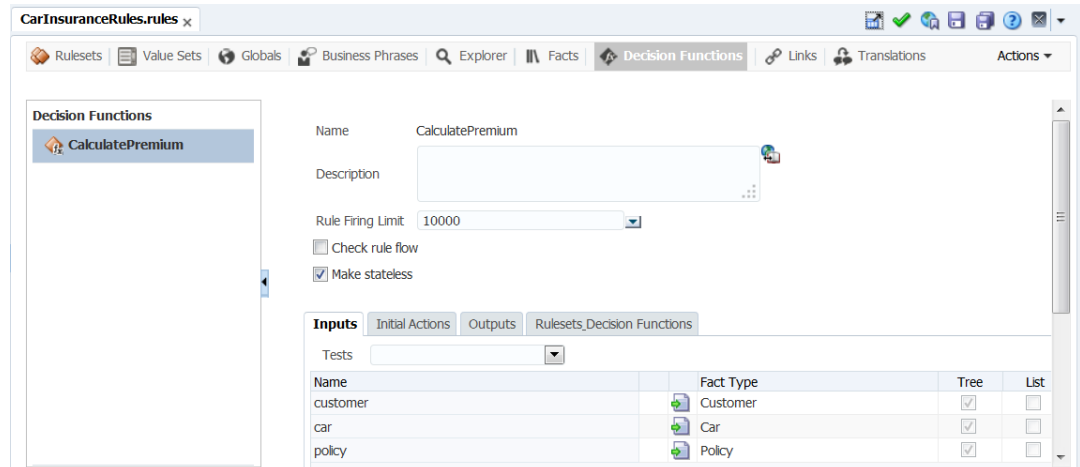 CarInsuranceRules.rules
Rulesets Value Sets Globals Business Phrases Explorer Facts Decision Functions Links Translations Actions
Decision Functions
CalculatePremium
Name CalculatePremium
Description
Rule Firing Limit 10000
Check rule flow
Make stateless
Inputs Initial Actions Outputs Rulesets_Decision Functions
Tests
Name Fact Type Tree List
customer Customer
car Car
policy Policy